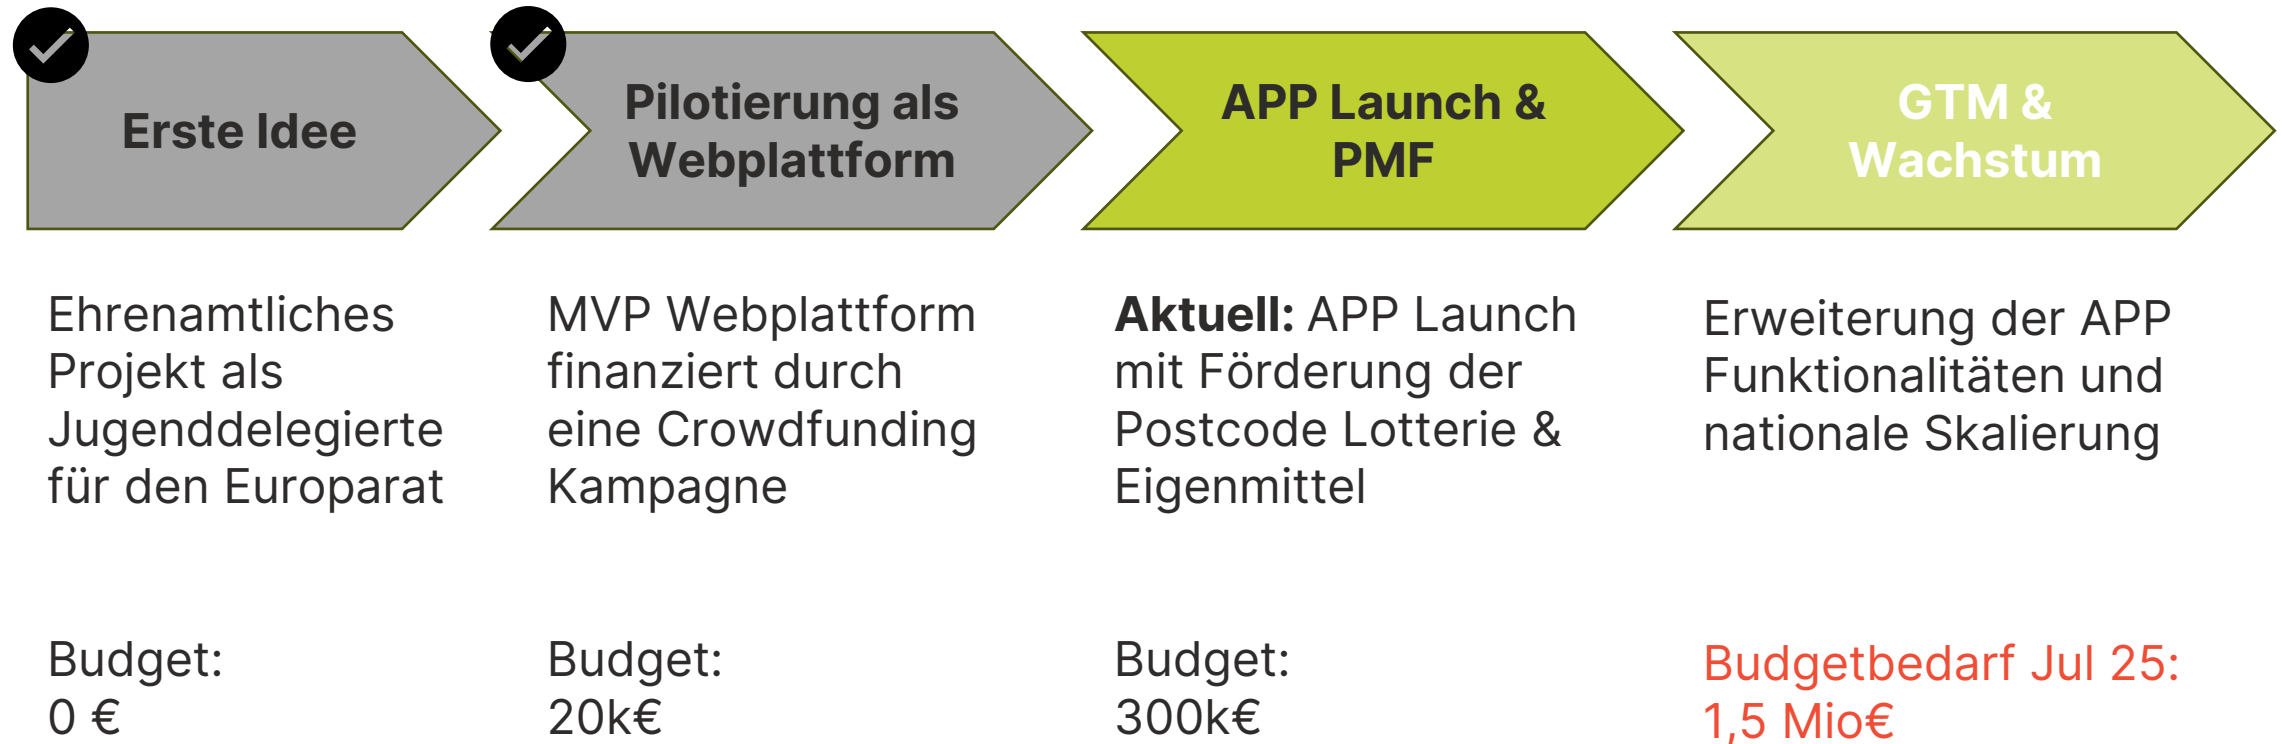 Erste Idee
Pilotierung als
Webplattform
APP Launch &
PMF
GTM &
Wachstum
Ehrenamtliches
Projekt als
Jugenddelegierte
für den Europarat
MVP Webplattform
finanziert durch
eine Crowdfunding
Kampagne
Aktuell: APP Launch
mit Förderung der
Postcode Lotterie &
Eigenmittel
Erweiterung der APP
Funktionalitäten und
nationale Skalierung
Budget:
0 €
Budget:
20k€
Budget:
300k€
Budgetbedarf Jul 25:
1,5 Mio€